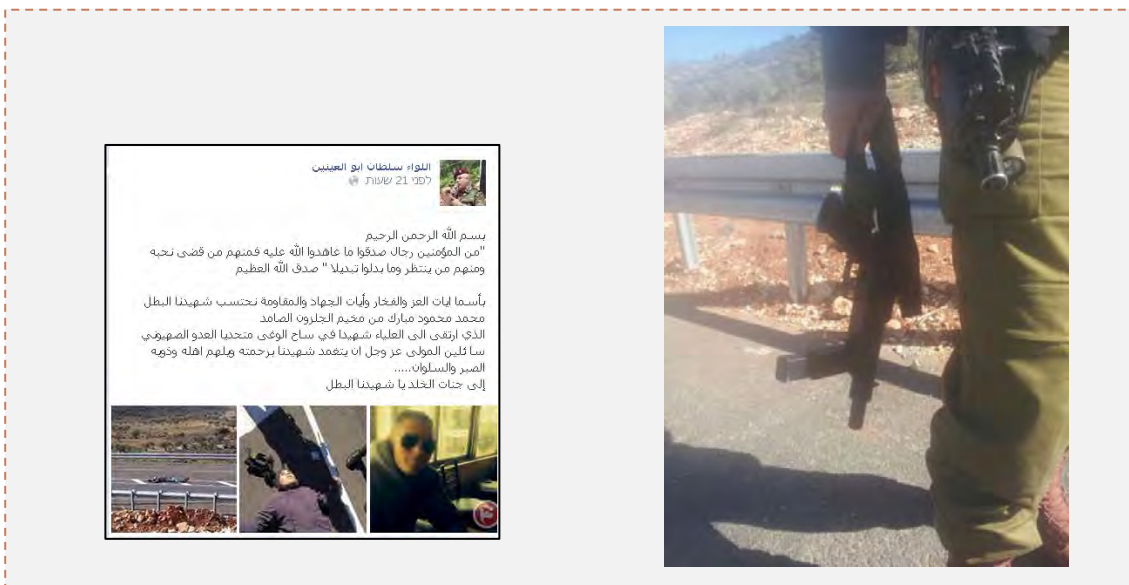 اللواء سلطان ابو العينين
לפני 21 שעות
بسم الله الرحمن الرحيم
"من المؤمنين رجال صدقوا ما عاهدوا الله عليه فمنهم من قضى نحبه
ومنهم من ينتظر وما بدلوا تبديلا " صدق الله العظيم
بأسما ايات العز والفخار وأيات الجهاد والمقاومة نحتسب شهيدنا البطل
محمد محمود مبارك من مخيم الجلزون الصامد
الذي ارتقى الى العلياء شهيدا في ساح الوغى متحديا العدو الصهيوني
سائلين المولى عز وجل ان يتغمد شهيدنا برحمته ويلهم اهله وذويه
الصبر والسلوان.....
إلى جنات الخلد يا شهيدنا البطل